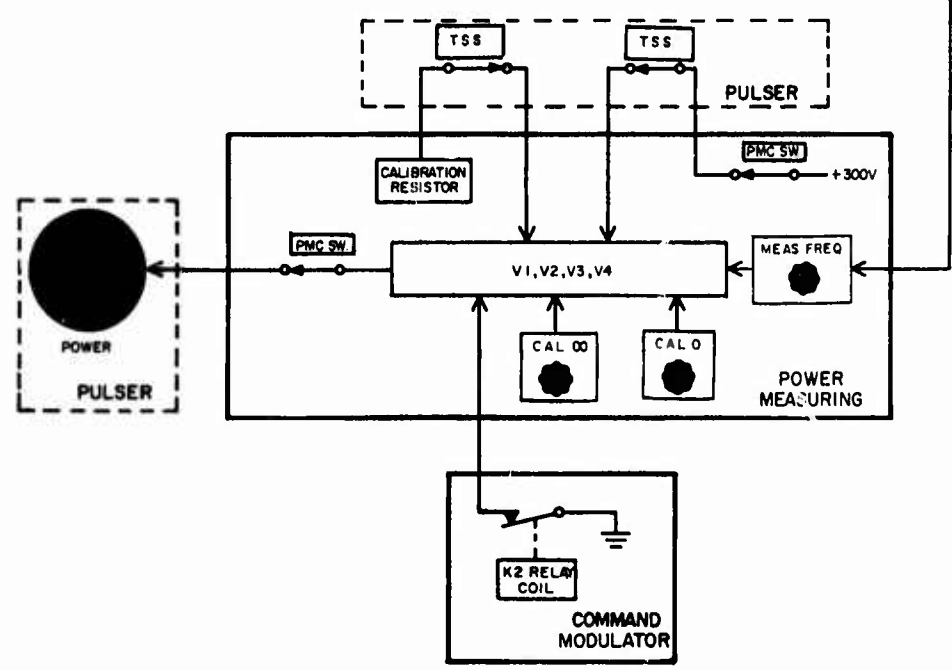 TSS
TSS
PULSER
PMC SW
+300V
CALIBRATION
RESISTOR
PMC SW.
V1,V2,V3,V4
MEAS FREQ
POWER
PULSER
CAL OO
CAL O
POWER
MEASURING
K2 RELAY
COIL
COMMAND
MODULATOR